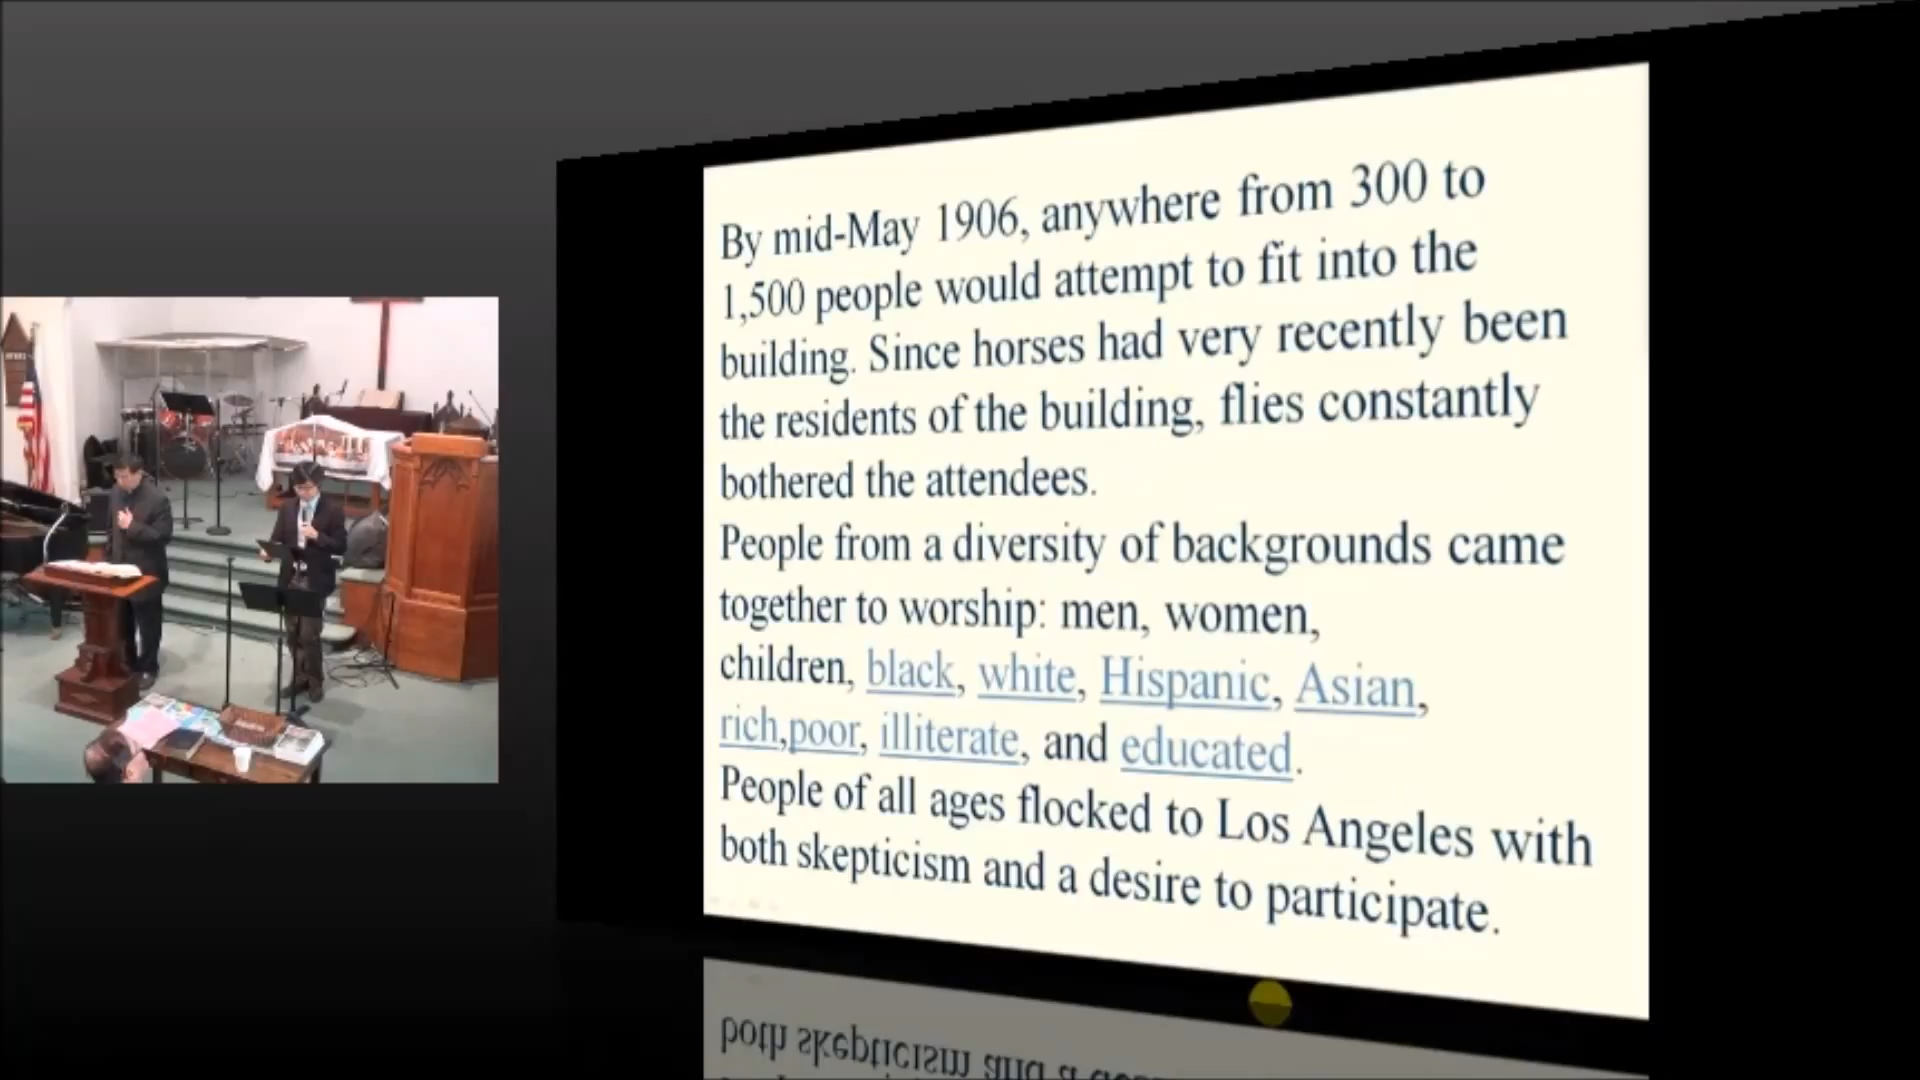 By mid-May 1906, anywhere from 300 to
1,500 people would attempt to fit into the
building. Since horses had very recently been
the residents of the building, flies constantly
bothered the attendees.
People from a diversity of backgrounds came
together to worship: men, women,
children, black, white, Hispanic, Asian,
rich,poor, illiterate, and educated.
People of all ages flocked to Los Angeles with
both skepticism and a desire to participate.